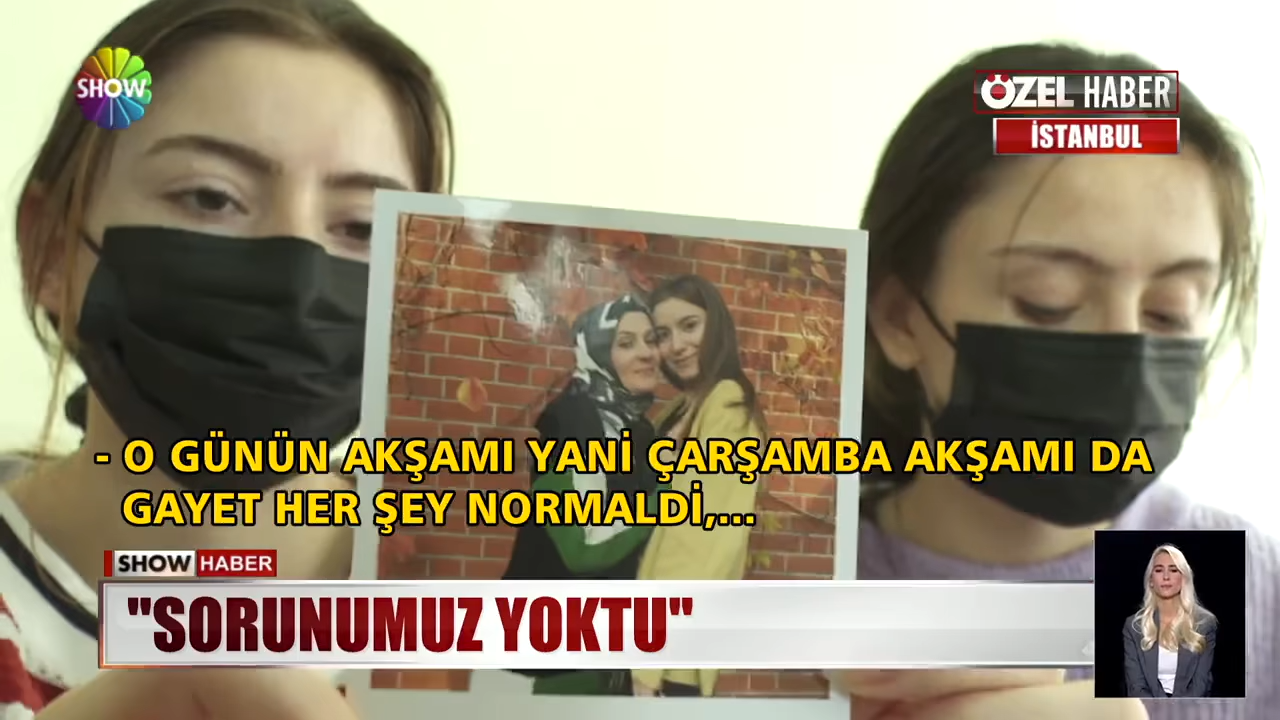 SHOW
ÖZEL HABER
İSTANBUL
- O GÜNÜN AKŞAMI YANİ ÇARŞAMBA AKŞAMI DA
GAYET HER ŞEY NORMALDİ,...
SHOW HABER
"SORUNUMUZ YOKTU"